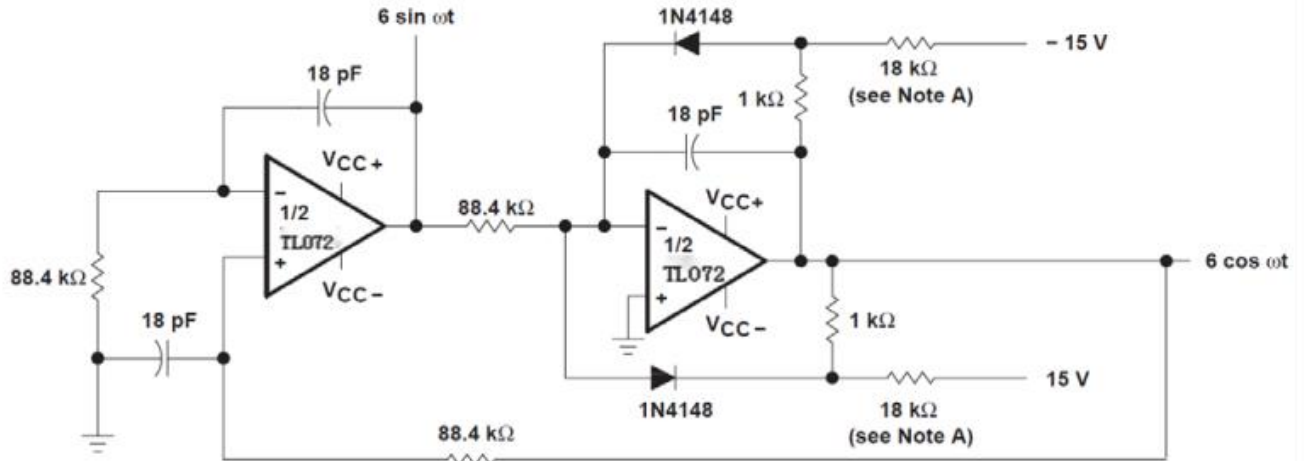 6 sin ωt
1N4148
− 15 V
18 kΩ
(see Note A)
18 pF
1 kΩ
18 pF
VCC+
−
1/2
TL072
+
VCC−
88.4 kΩ
88.4 kΩ
18 pF
VCC+
−
1/2
TL072
+
VCC−
6 cos ωt
1 kΩ
15 V
1N4148
18 kΩ
(see Note A)
88.4 kΩ